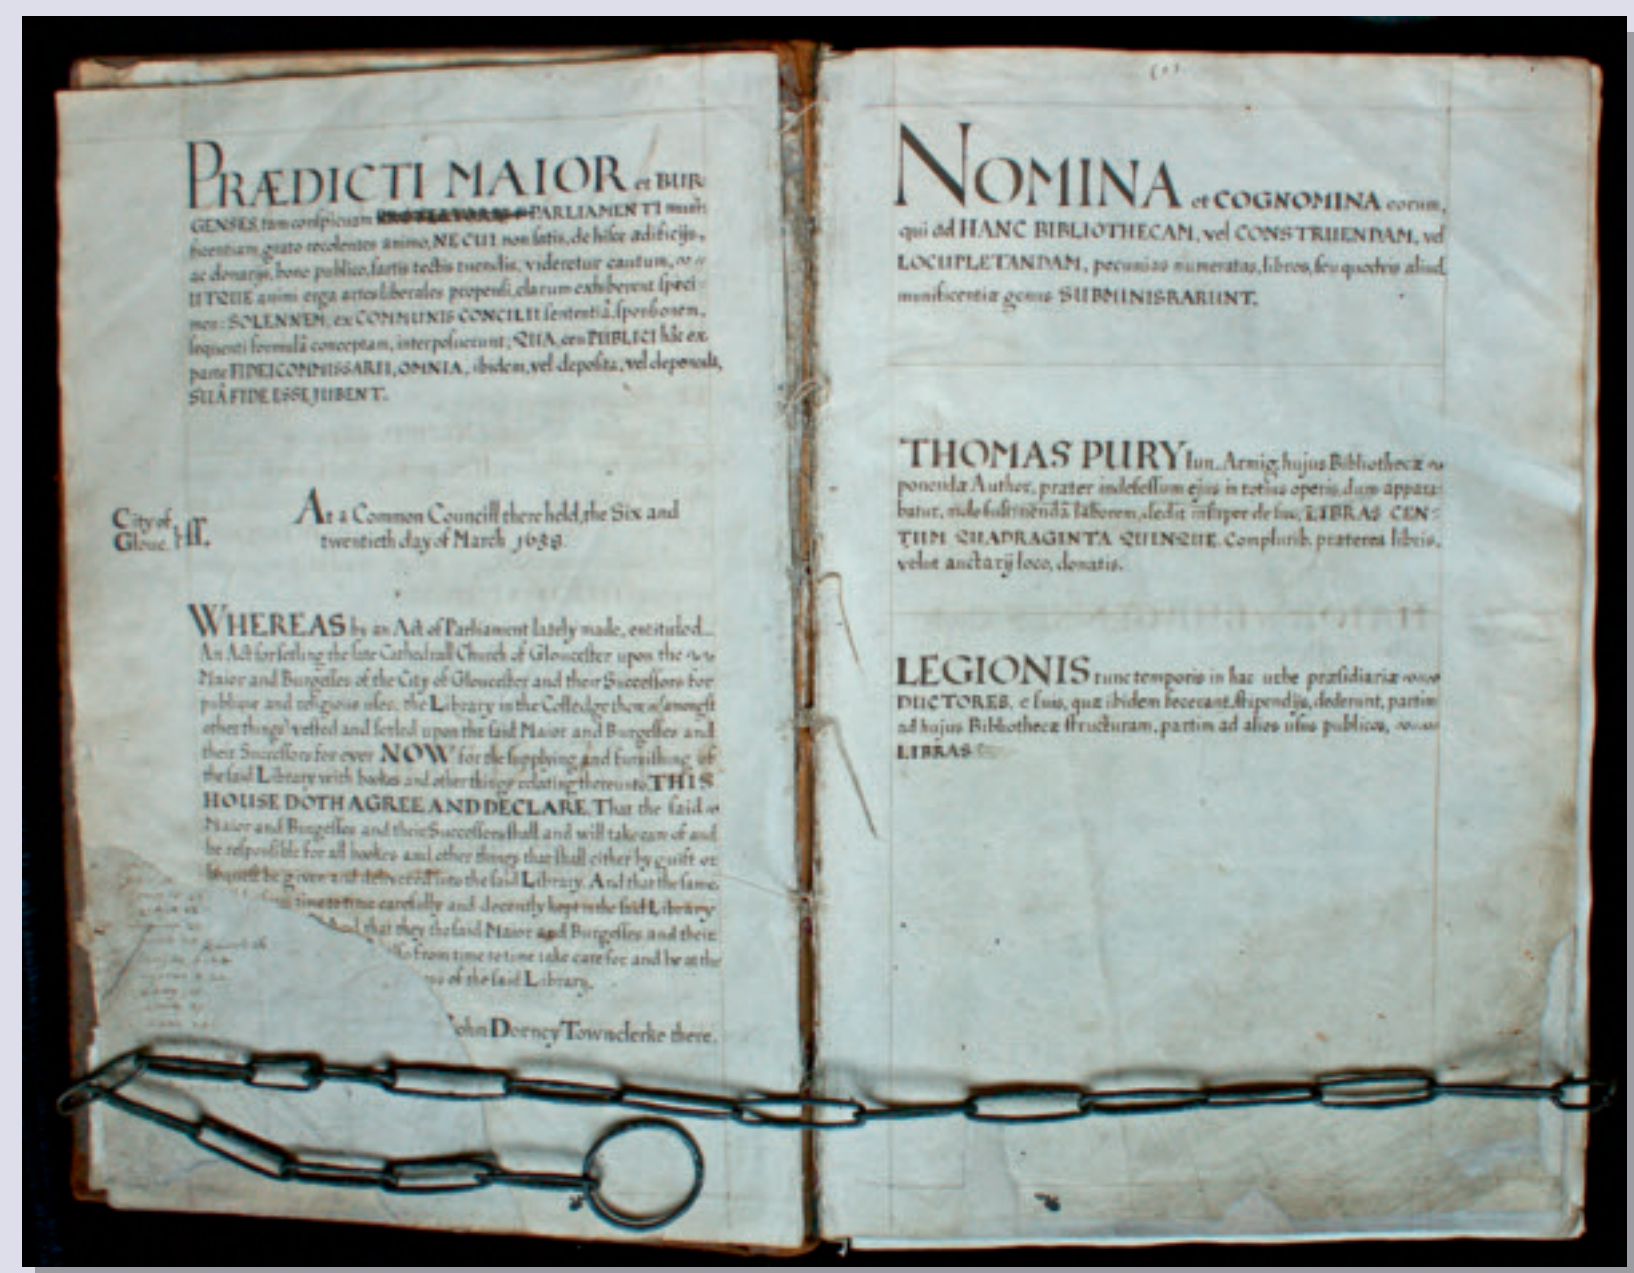 PRÆDICTI MAIOR et BUR
GENSES, tam conspicuam PARLIAMENTI muni
ficentiam, grato recolentes animo, NE CUI non satis, de hisce ædificijs,
ac donarijs, bono publico, sartis tectis tuendis, videretur cautum,
UTQUE animi erga artes liberales propensi, clarum exhiberent speci
men: SOLENNEM, ex COMMUNIS CONCILII sententiâ, sponsionem,
sequenti formulâ conceptam, interposuerunt; QUA, ceu PUBLICI hâc ex
parte FIDEICOMMISSARII, OMNIA, ibidem, vel deposita, vel deponenda,
SUÂ FIDE ESSE JUBENT.
City of
Glouc. } ss.
At a Common Councill there held, the Six and
twentieth day of March 1658.
WHEREAS by an Act of Parliament lately made, entituled
An Act for setling the late Cathedrall Church of Gloucester upon the
Maior and Burgesses of the City of Gloucester and their Successors for
publique and religious uses, the Library in the Colledge there is amongst
other things vested and setled upon the said Maior and Burgesses and
their Successors for ever NOW for the supplying and furnishing of
the said Library with bookes and other things relating thereunto THIS
HOUSE DOTH AGREE AND DECLARE, That the said
Maior and Burgesses and their Successors shall and will take care of and
be responsible for all bookes and other things that shall either by guift or
bequest be given and delivered into the said Library. And that the same
time to time carefully and decently kept in the said Library
And that they the said Maior and Burgesses and their
from time to time take care for and be at the
of the said Library.
John Dorney Townclerke there.
NOMINA et COGNOMINA eorum,
qui ad HANC BIBLIOTHECAM, vel CONSTRUENDAM, vel
LOCUPLETANDAM, pecunias numeratas, libros, seu quodvis aliud
munificentiæ genus SUBMINISRARUNT.
THOMAS PURY Iun. Armig. hujus Bibliothecæ
ponendæ Author, præter indefessum ejus in totius operis, dum appara
batur, mole sustinendâ laborem, dedit insuper de suo, LIBRAS CEN=
TUM QUADRAGINTA QUINQUE. Complurib. præterea libris,
velut auctarij loco, donatis.
LEGIONIS tunc temporis in hac urbe præsidiariæ
DUCTORES, e suis, quæ ibidem fecerant, stipendijs, dederunt, partim
ad hujus Bibliothecæ structuram, partim ad alios usus publicos,
LIBRAS